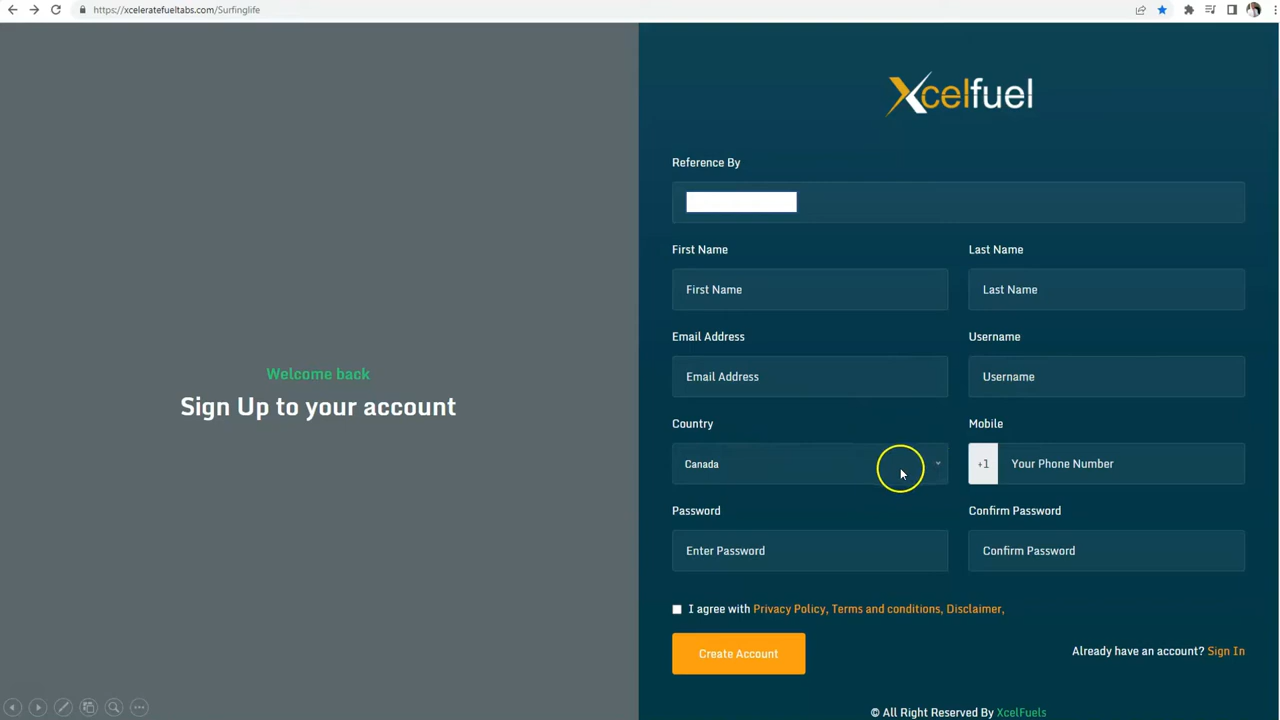 https://xceleratefueltabs.com/Surfinglife
Xcelfuel
Reference By
First Name
Last Name
First Name
Last Name
Email Address
Username
Email Address
Username
Country
Mobile
Canada
+1
Your Phone Number
Password
Confirm Password
Enter Password
Confirm Password
I agree with Privacy Policy, Terms and conditions, Disclaimer,
Create Account
Already have an account? Sign In
© All Right Reserved By XcelFuels
Welcome back
Sign Up to your account